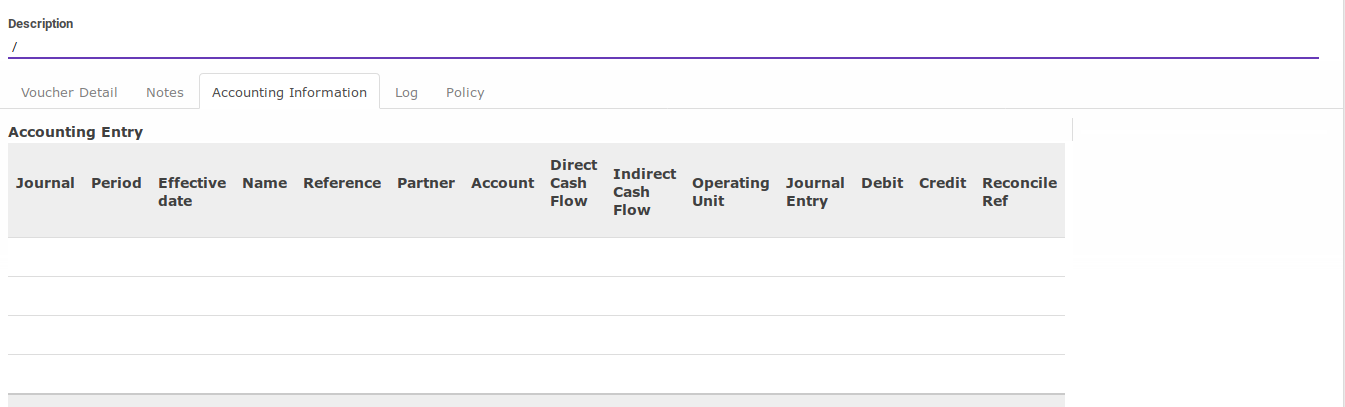 Description
/
Voucher Detail Notes Accounting Information Log Policy
Accounting Entry
Journal Period Effective date Name Reference Partner Account Direct Cash Flow Indirect Cash Flow Operating Unit Journal Entry Debit Credit Reconcile Ref